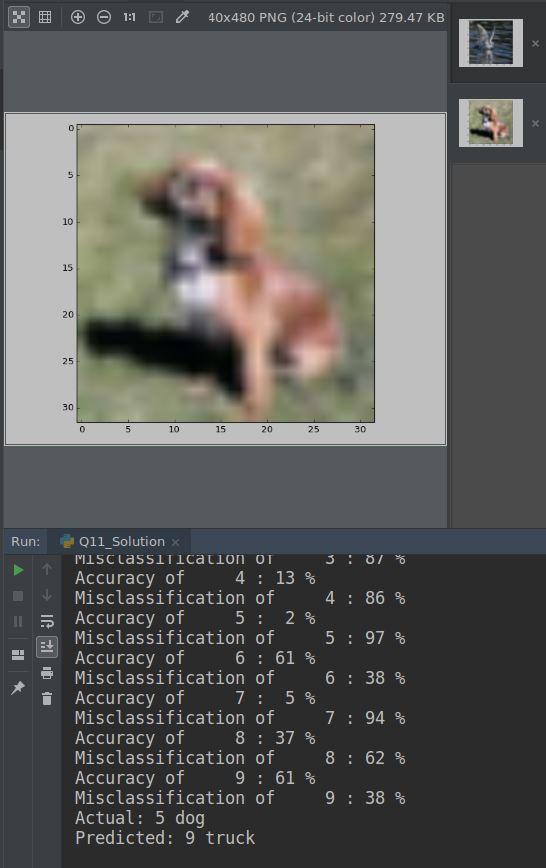 1:1 40x480 PNG (24-bit color) 279.47 KB
0
5
10
15
20
25
30
0 5 10 15 20 25 30
Run: Q11_Solution
Misclassification of 3 : 87 %
Accuracy of 4 : 13 %
Misclassification of 4 : 86 %
Accuracy of 5 : 2 %
Misclassification of 5 : 97 %
Accuracy of 6 : 61 %
Misclassification of 6 : 38 %
Accuracy of 7 : 5 %
Misclassification of 7 : 94 %
Accuracy of 8 : 37 %
Misclassification of 8 : 62 %
Accuracy of 9 : 61 %
Misclassification of 9 : 38 %
Actual: 5 dog
Predicted: 9 truck